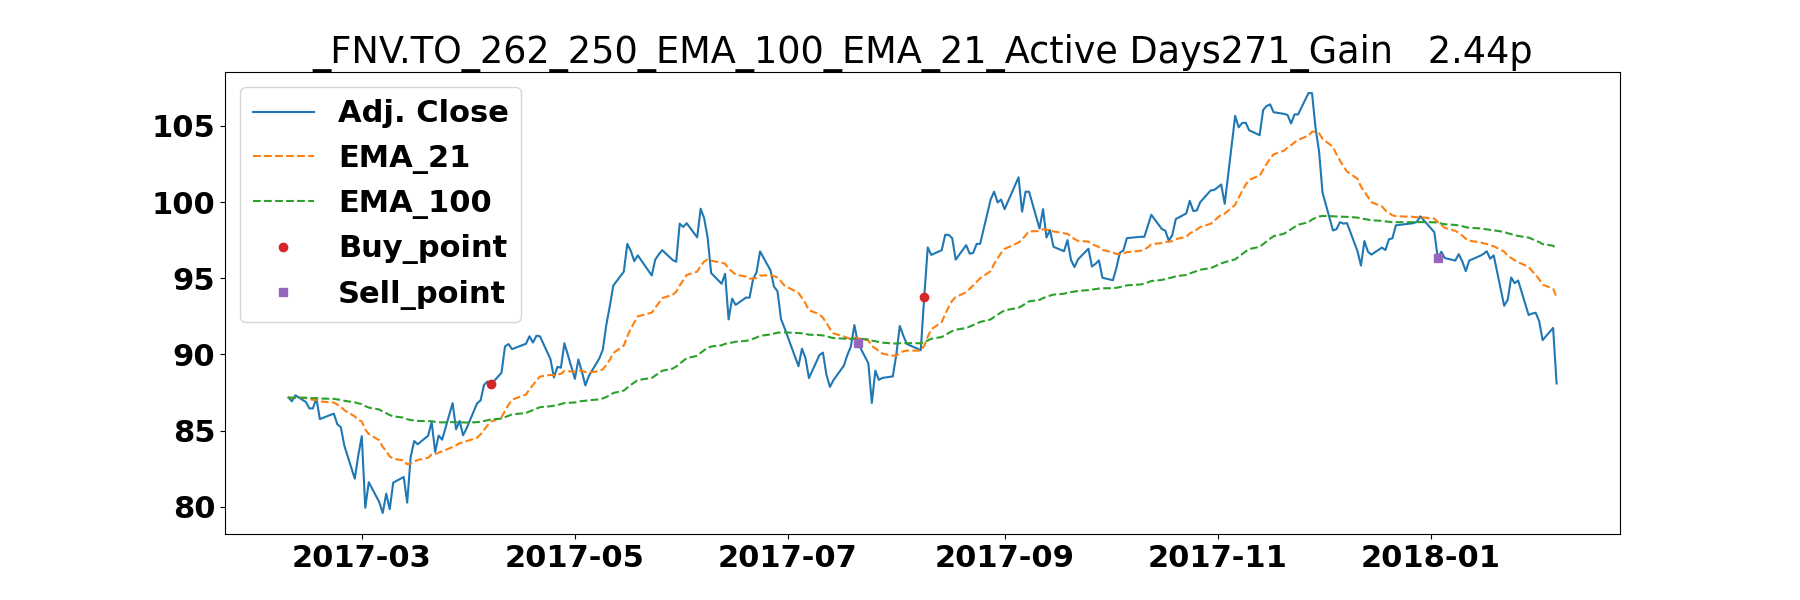 _FNV.TO_262_250_EMA_100_EMA_21_Active Days271_Gain   2.44p
Adj. Close
EMA_21
EMA_100
Buy_point
Sell_point
105
100
95
90
85
80
2017-03 2017-05 2017-07 2017-09 2017-11 2018-01